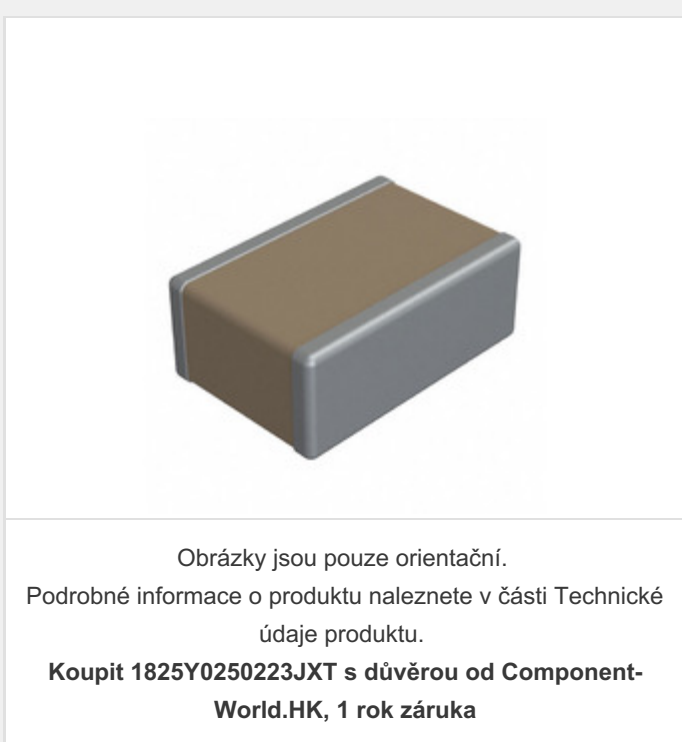 Obrázky jsou pouze orientační.
Podrobné informace o produktu naleznete v části Technické
údaje produktu.
Koupit 1825Y0250223JXT s důvěrou od Component-
World.HK, 1 rok záruka